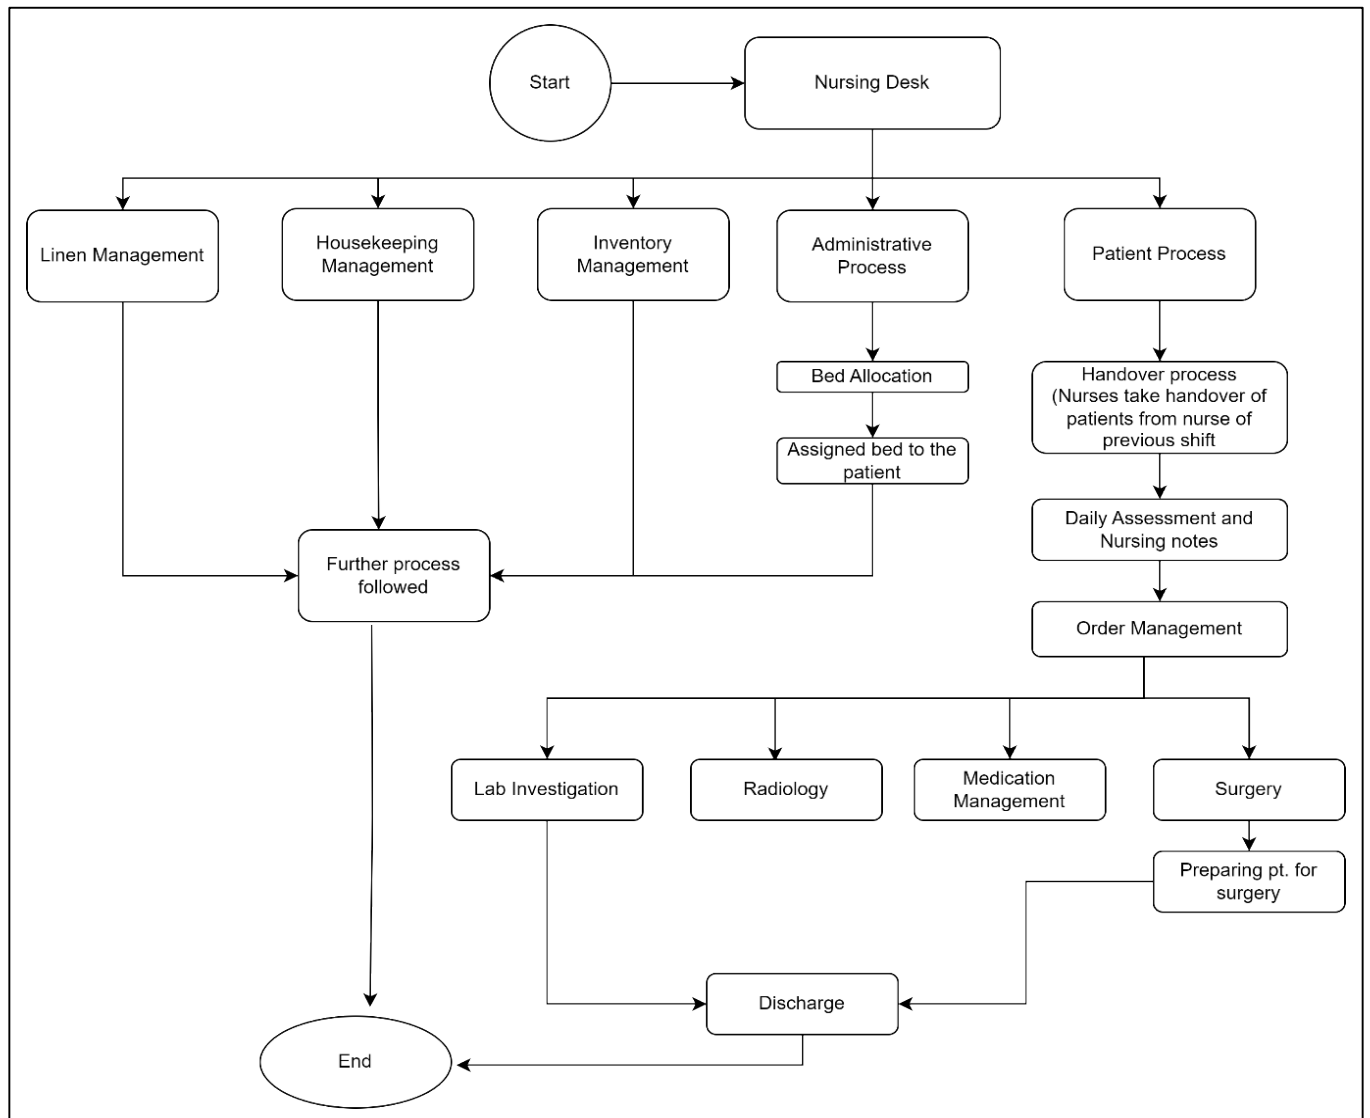 Start
Nursing Desk
Linen Management
Housekeeping
Management
Inventory
Management
Administrative
Process
Patient Process
Bed Allocation
Handover process
(Nurses take handover of
patients from nurse of
previous shift
Assigned bed to the
patient
Daily Assessment and
Nursing notes
Further process
followed
Order Management
Lab Investigation
Radiology
Medication
Management
Surgery
Preparing pt. for
surgery
Discharge
End